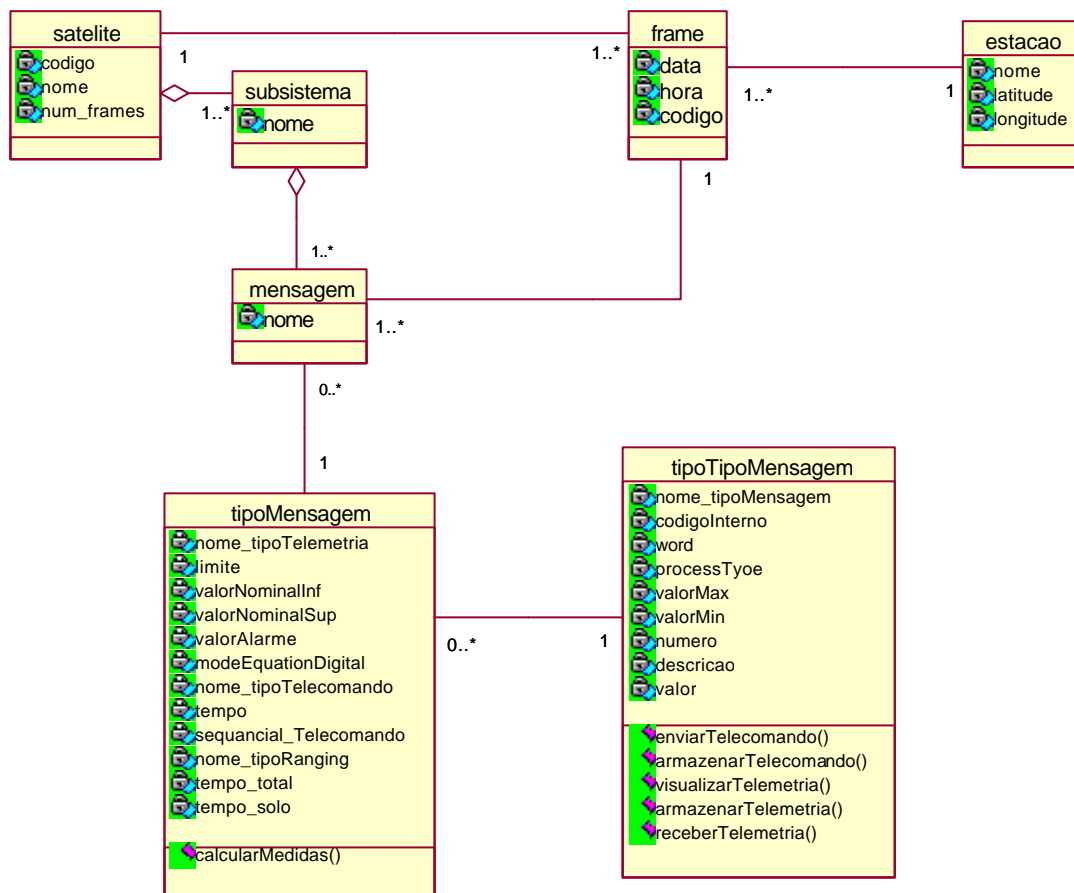 satelite
codigo
nome
num_frames
1
1..*
subsistema
nome
1..*
frame
data
hora
codigo
1..*
1..*
1
1
estacao
nome
latitude
longitude
1..*
mensagem
nome
1..*
0..*
1
tipoMensagem
nome_tipoTelemetria
limite
valorNominalInf
valorNominalSup
valorAlarme
modeEquationDigital
nome_tipoTelecomando
tempo
sequancial_Telecomando
nome_tipoRanging
tempo_total
tempo_solo
calcularMedidas()
0..*
1
tipoTipoMensagem
nome_tipoMensagem
codigoInterno
word
processTyoe
valorMax
valorMin
numero
descricao
valor
enviarTelecomando()
armazenarTelecomando()
visualizarTelemetria()
armazenarTelemetria()
receberTelemetria()